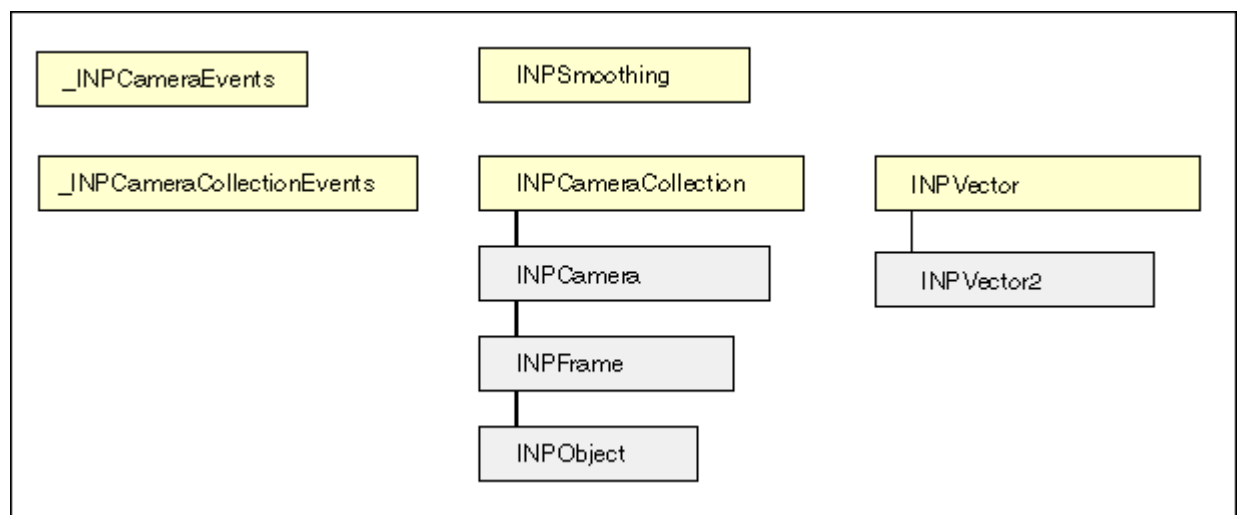 _INPCameraEvents
INPSmoothing
_INPCameraCollectionEvents
INPCameraCollection
INPVector
INPCamera
INPVector2
INPFrame
INPObject